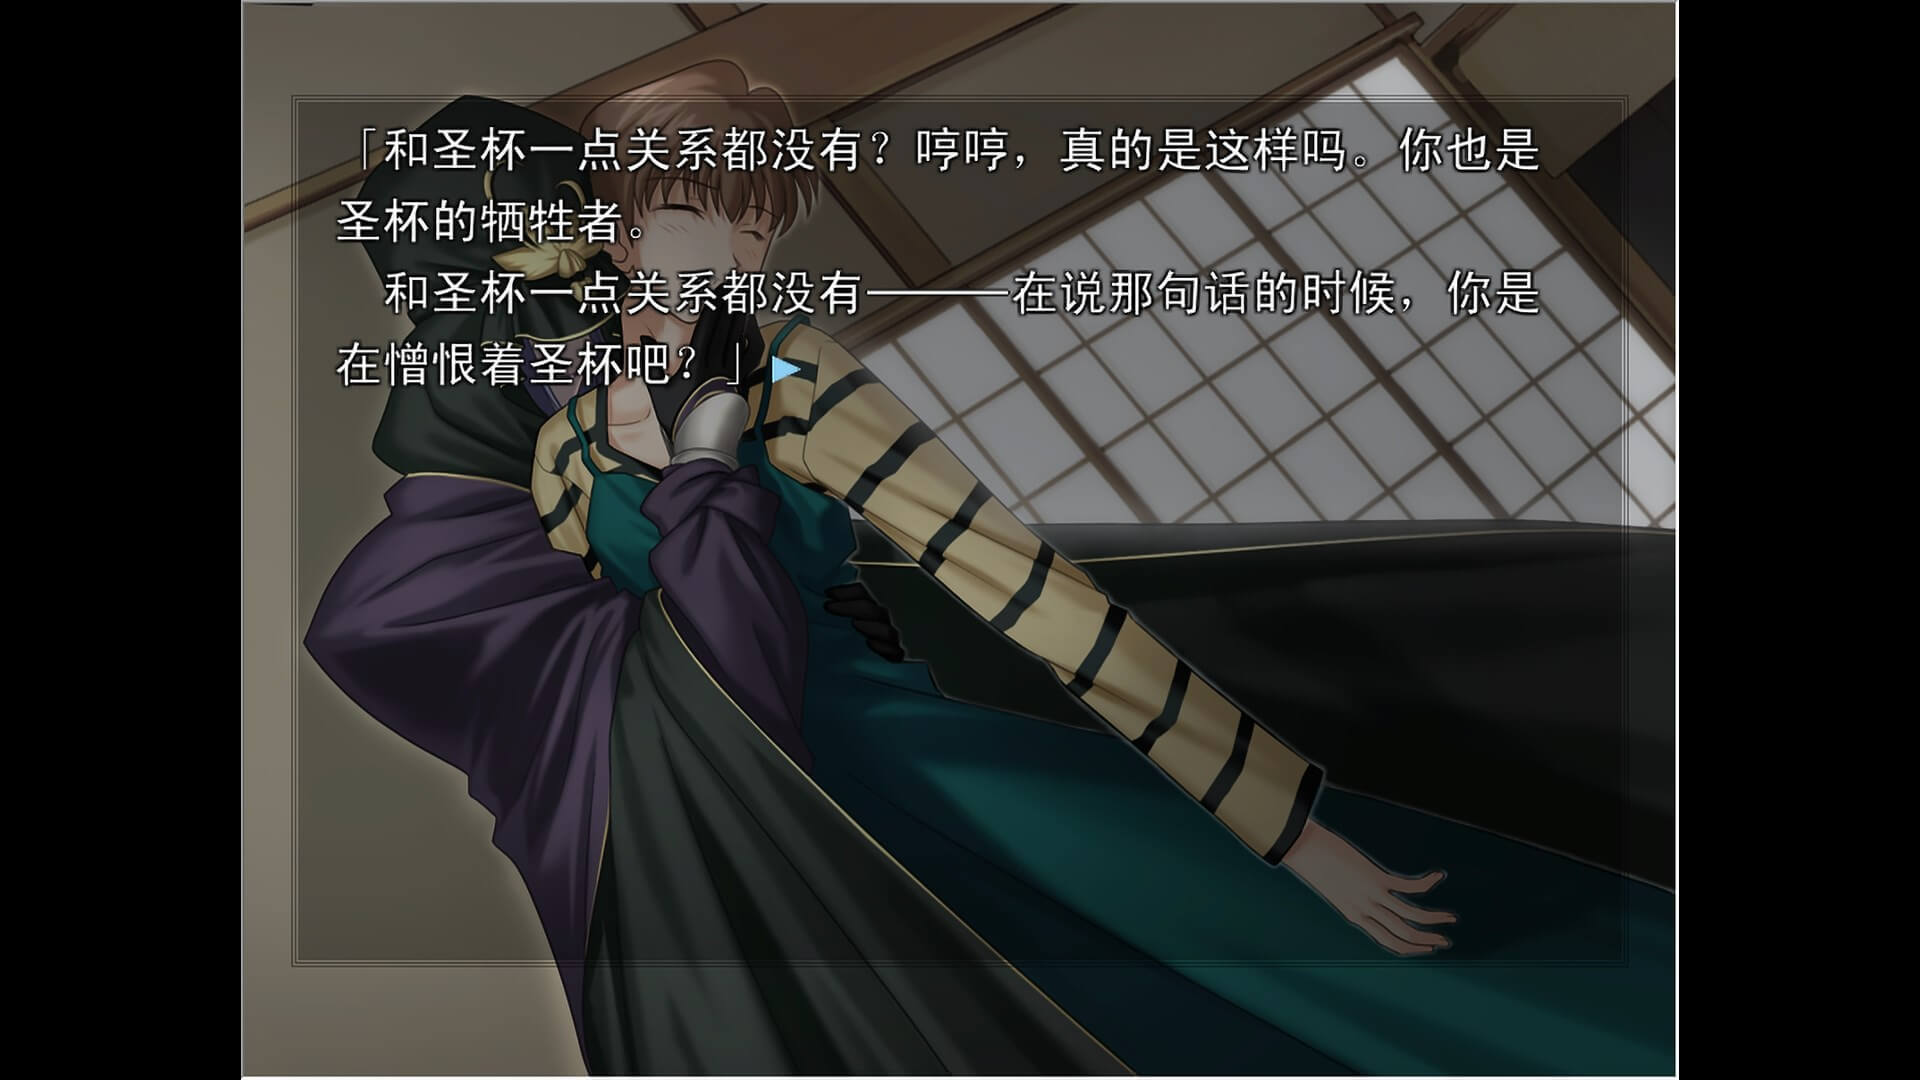 「和圣杯一点关系都没有？哼哼，真的是这样吗。你也是
圣杯的牺牲者。
和圣杯一点关系都没有———在说那句话的时候，你是
在憎恨着圣杯吧？」